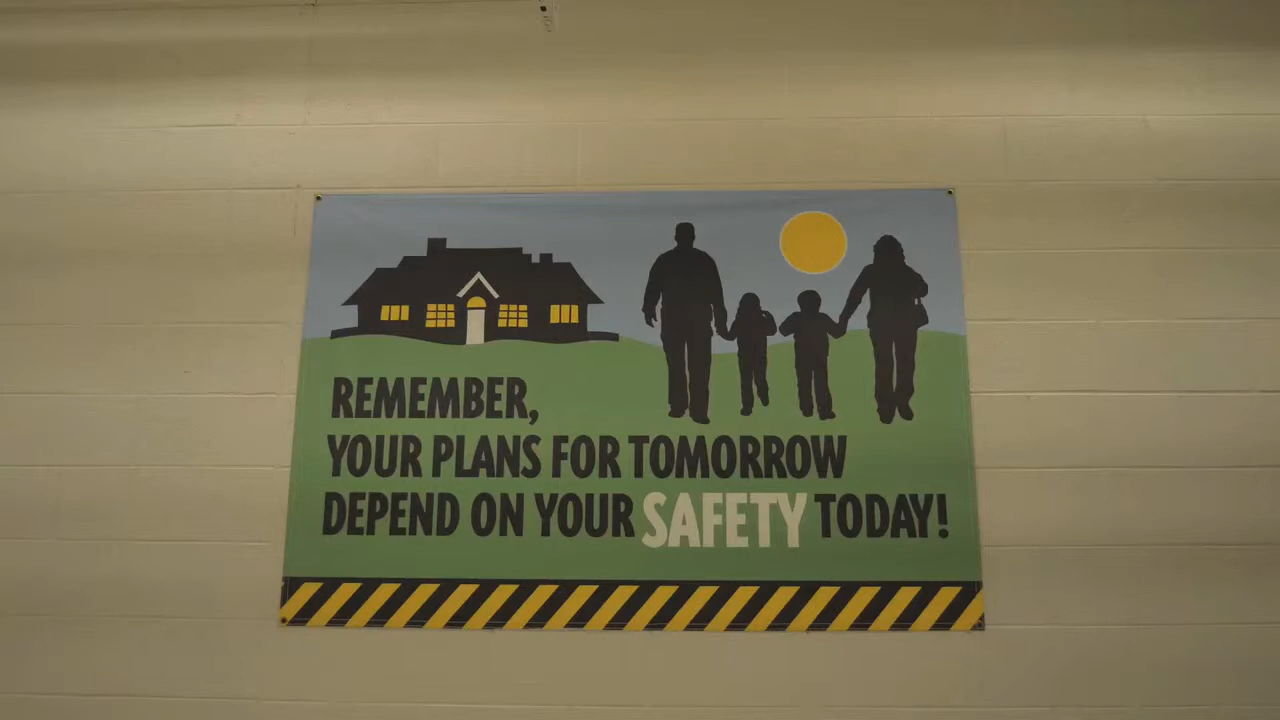 REMEMBER,
YOUR PLANS FOR TOMORROW
DEPEND ON YOUR SAFETY TODAY!